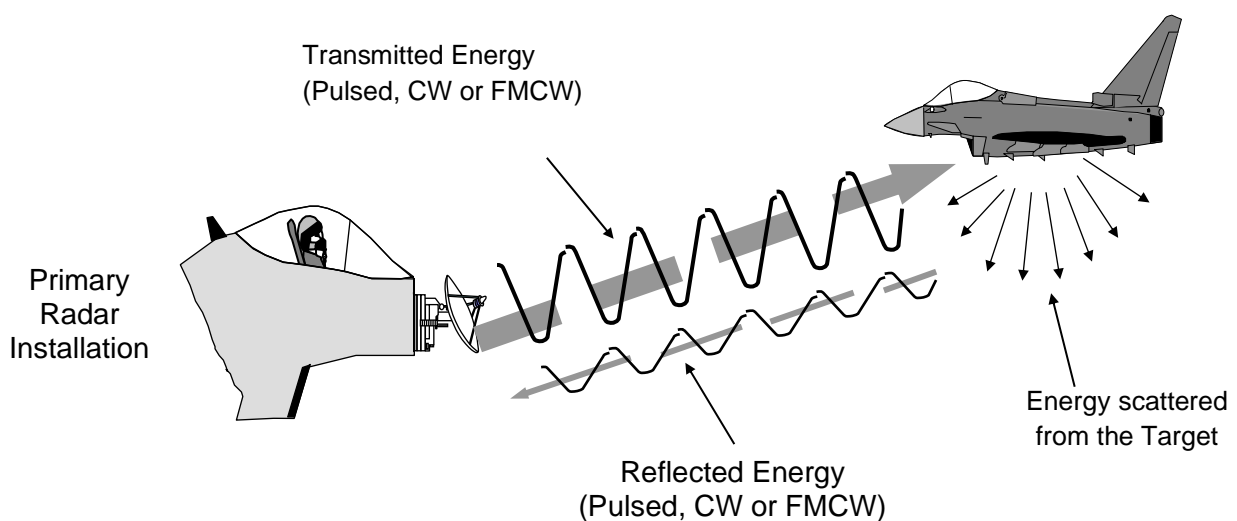 Transmitted Energy
(Pulsed, CW or FMCW)
Primary
Radar
Installation
Energy scattered
from the Target
Reflected Energy
(Pulsed, CW or FMCW)